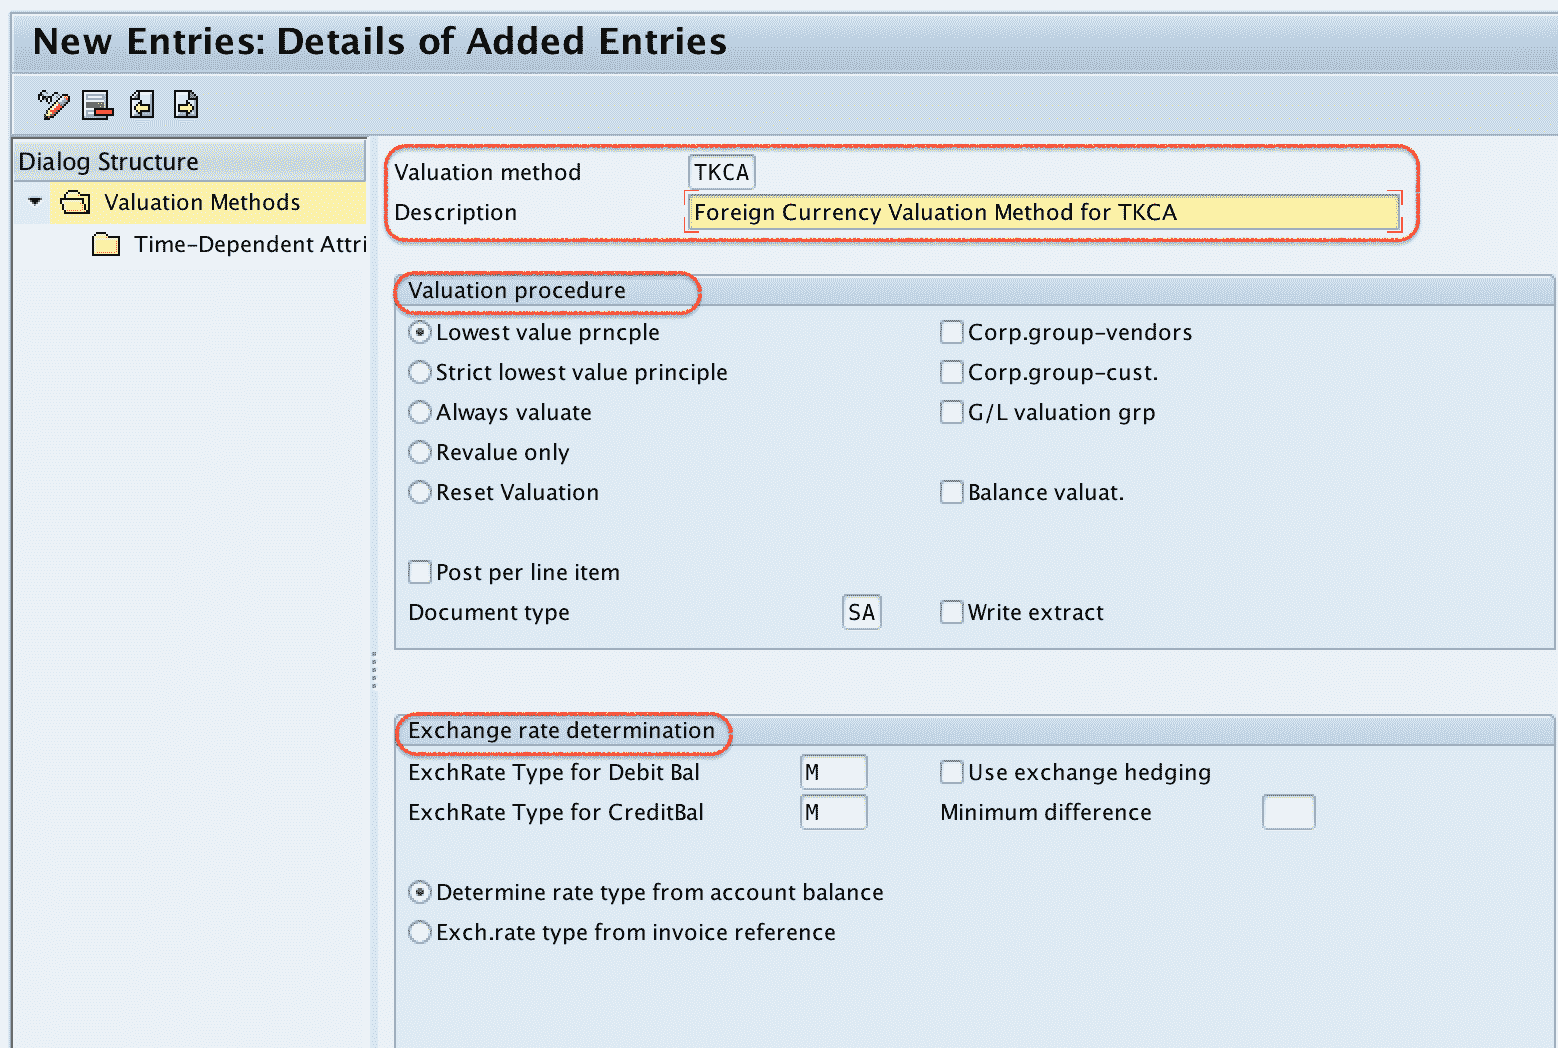 New Entries: Details of Added Entries
Dialog Structure
Valuation Methods
Time-Dependent Attri
Valuation method TKCA
Description Foreign Currency Valuation Method for TKCA
Valuation procedure
Lowest value prncple Corp.group-vendors
Strict lowest value principle Corp.group-cust.
Always valuate G/L valuation grp
Revalue only
Reset Valuation Balance valuat.
Post per line item
Document type SA Write extract
Exchange rate determination
ExchRate Type for Debit Bal M Use exchange hedging
ExchRate Type for CreditBal M Minimum difference
Determine rate type from account balance
Exch.rate type from invoice reference